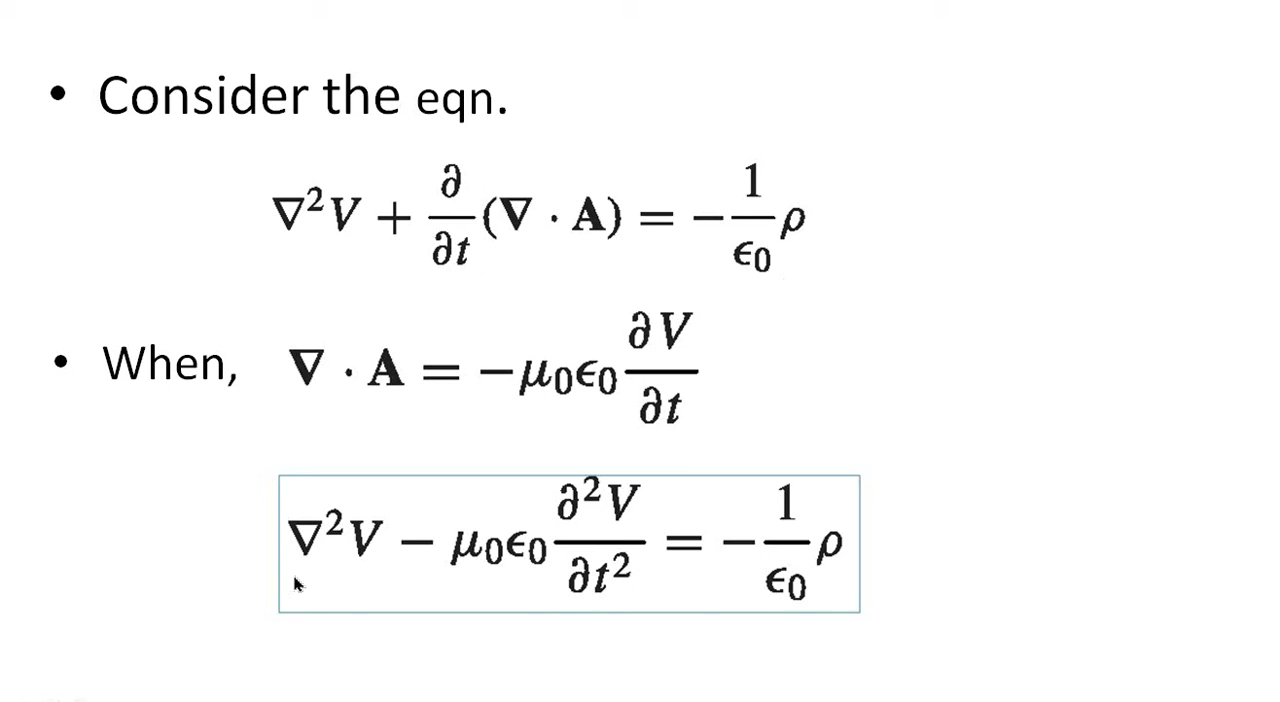 • Consider the eqn.
∇²V + ∂/∂t (∇ · A) = −1/ϵ₀ ρ
• When, ∇ · A = −μ₀ϵ₀ ∂V/∂t
∇²V − μ₀ϵ₀ ∂²V/∂t² = −1/ϵ₀ ρ